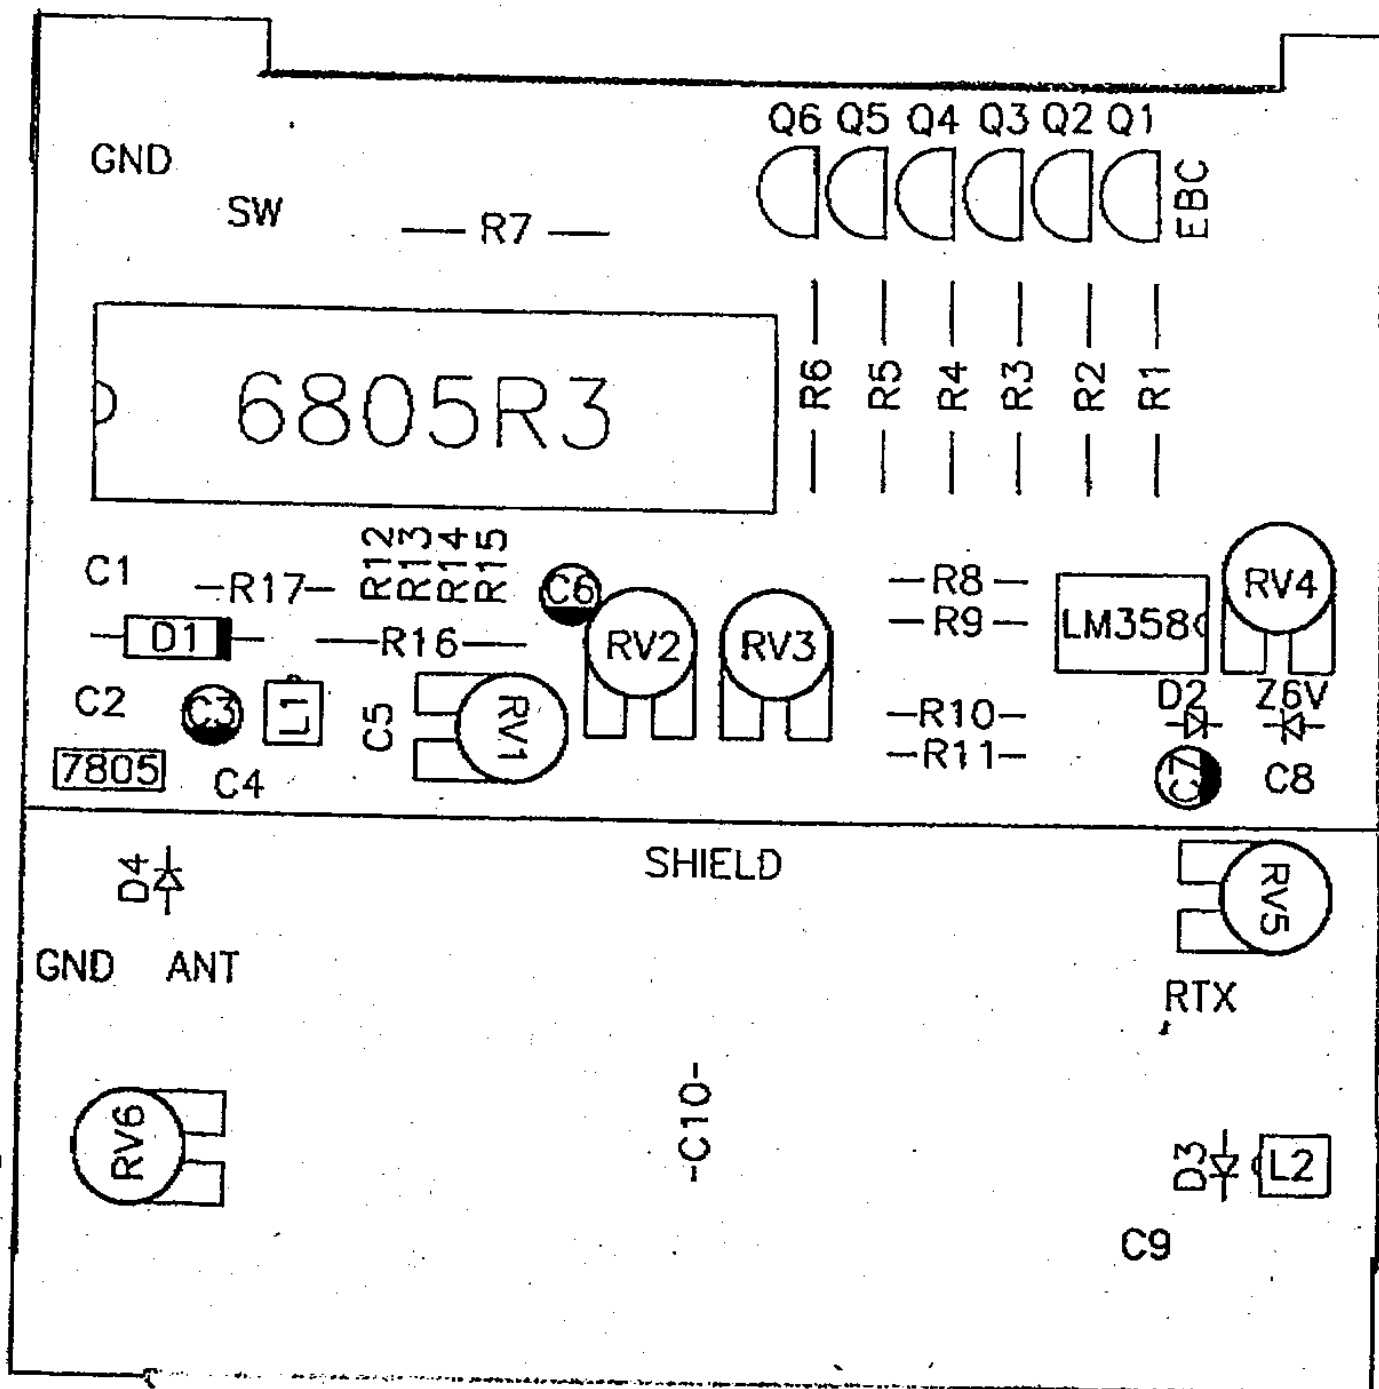 Q6 Q5 Q4 Q3 Q2 Q1
GND
EBC
SW
R7
6805R3
R6
R5
R4
R3
R2
R1
R12
R13
R14
R15
C1
R17
C6
R8
RV4
D1
R16
RV2
RV3
R9
LM358
C2
C3
L1
C5
RV1
R10
D2
Z6V
7805
C4
R11
C7
C8
D4
SHIELD
RV5
GND ANT
RTX
RV6
-C10-
D3
L2
C9